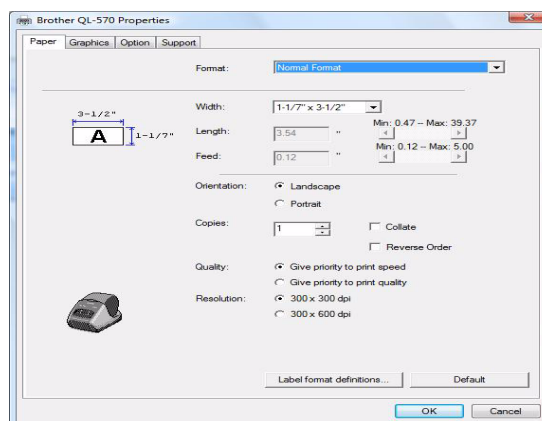 Brother QL-570 Properties
Paper Graphics Option Support
Format: Normal Format
Width: 1-1/7" x 3-1/2"
3-1/2"
A 1-1/7"
Length: 3.54 " Min: 0.47 -- Max: 39.37
Feed: 0.12 " Min: 0.12 -- Max: 5.00
Orientation: Landscape
Portrait
Copies: 1 Collate
Reverse Order
Quality: Give priority to print speed
Give priority to print quality
Resolution: 300 x 300 dpi
300 x 600 dpi
Label format definitions... Default
OK Cancel